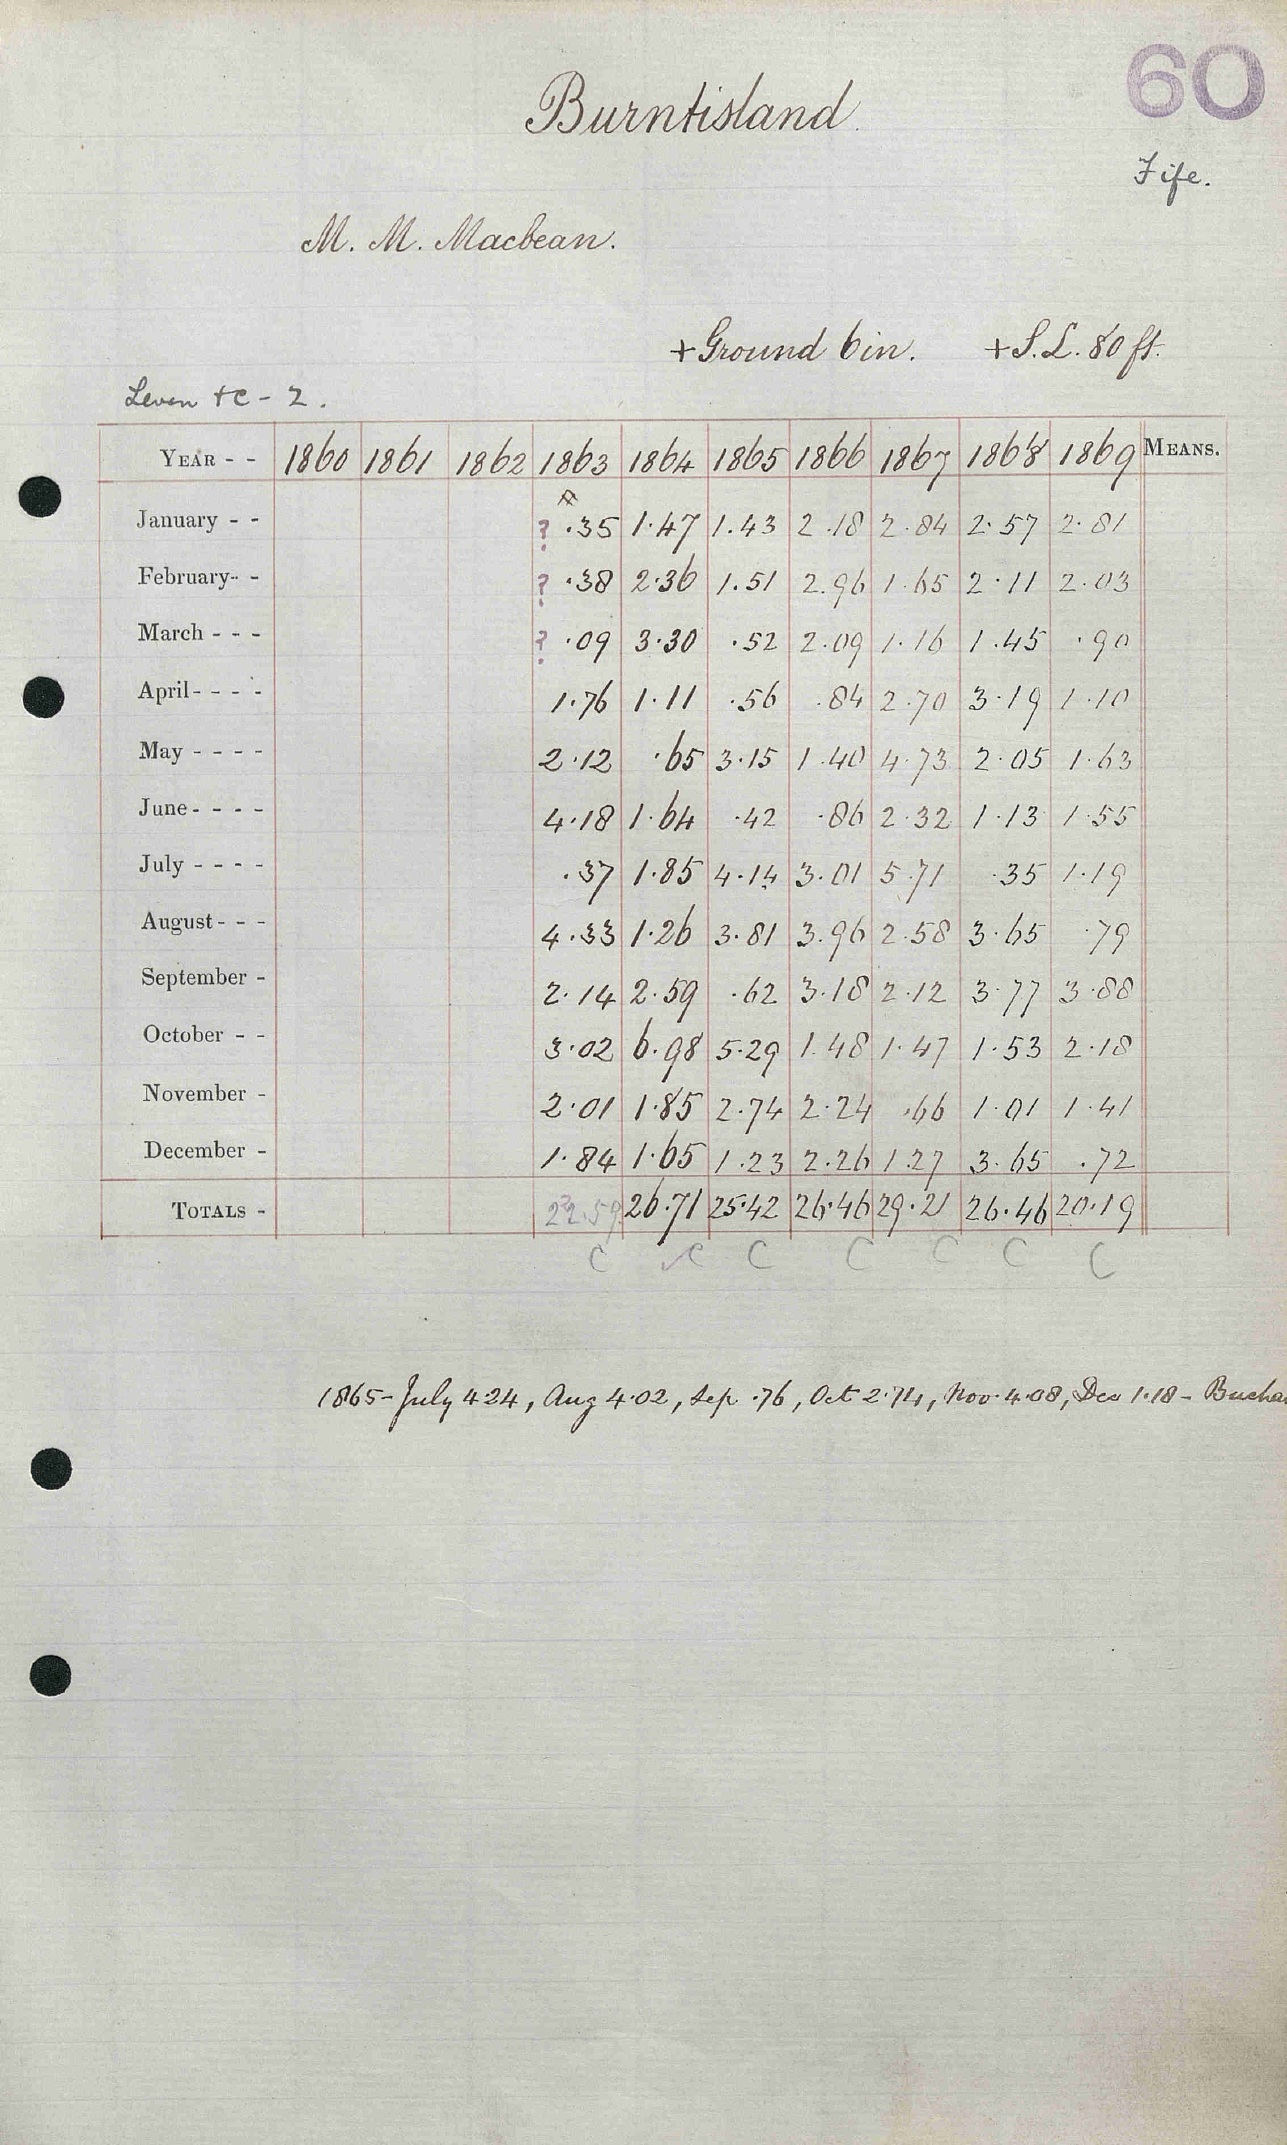 60
Burntisland
Fife.
M. M. Macbean.
+Ground 6in. +S.L. 80ft.
Leven +c - 2.
YEAR - - 1860 1861 1862 1863 1864 1865 1866 1867 1868 1869 MEANS.
January - - ? .35 1.47 1.43 2.18 2.84 2.57 2.81
February- - ? .38 2.36 1.51 2.96 1.65 2.11 2.03
March - - - ? .09 3.30 .52 2.09 1.16 1.45 .90
April- - - - 1.76 1.11 .56 .84 2.70 3.19 1.10
May - - - - 2.12 .65 3.15 1.40 4.73 2.05 1.63
June- - - - 4.18 1.64 .42 .86 2.32 1.13 1.55
July - - - - .37 1.85 4.14 3.01 5.71 .35 1.19
August- - - 4.33 1.26 3.81 3.96 2.58 3.65 .79
September - 2.14 2.59 .62 3.18 2.12 3.77 3.88
October - - 3.02 6.98 5.29 1.48 1.47 1.53 2.18
November - 2.01 1.85 2.74 2.24 .66 1.01 1.41
December - 1.84 1.65 1.23 2.26 1.27 3.65 .72
TOTALS - 22.59 26.71 25.42 26.46 29.21 26.46 20.19
C C C C C C C
1865- July 4.24, Aug 4.02, Sep .76, Oct 2.74, Nov. 4.08, Dec 1.18 - Buchan